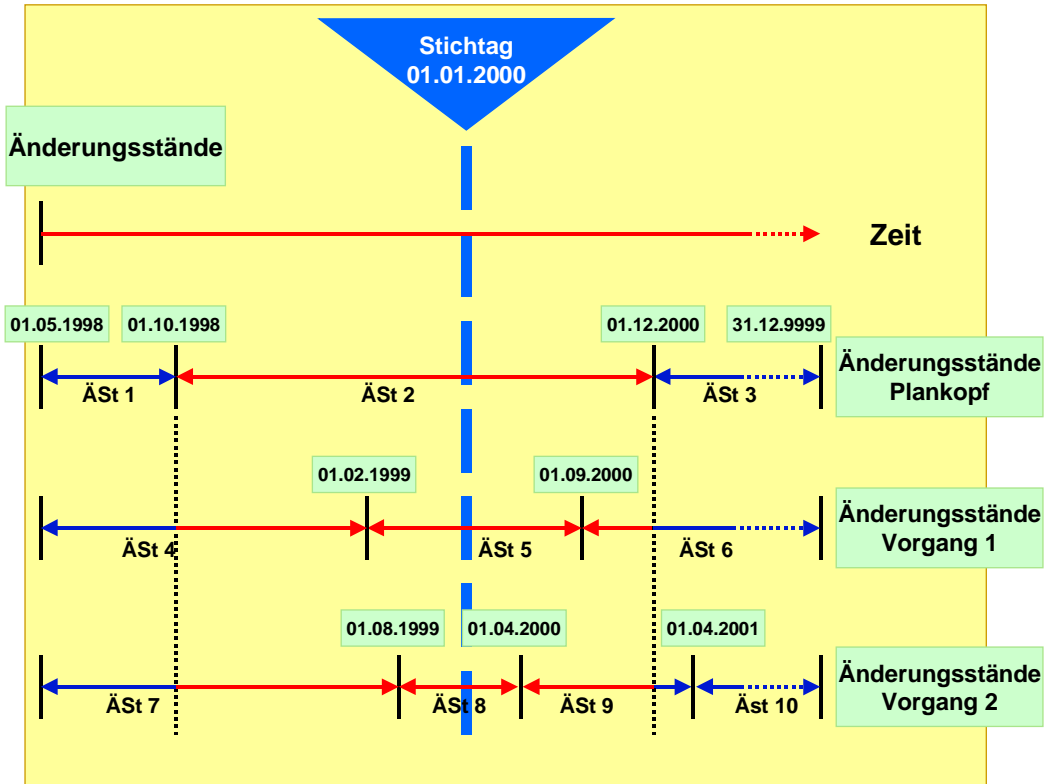 Stichtag
01.01.2000
Änderungsstände
Zeit
01.05.1998
01.10.1998
01.12.2000
31.12.9999
Änderungsstände
Plankopf
ÄSt 1
ÄSt 2
ÄSt 3
01.02.1999
01.09.2000
Änderungsstände
Vorgang 1
ÄSt 4
ÄSt 5
ÄSt 6
01.08.1999
01.04.2000
01.04.2001
Änderungsstände
Vorgang 2
ÄSt 7
ÄSt 8
ÄSt 9
Äst 10